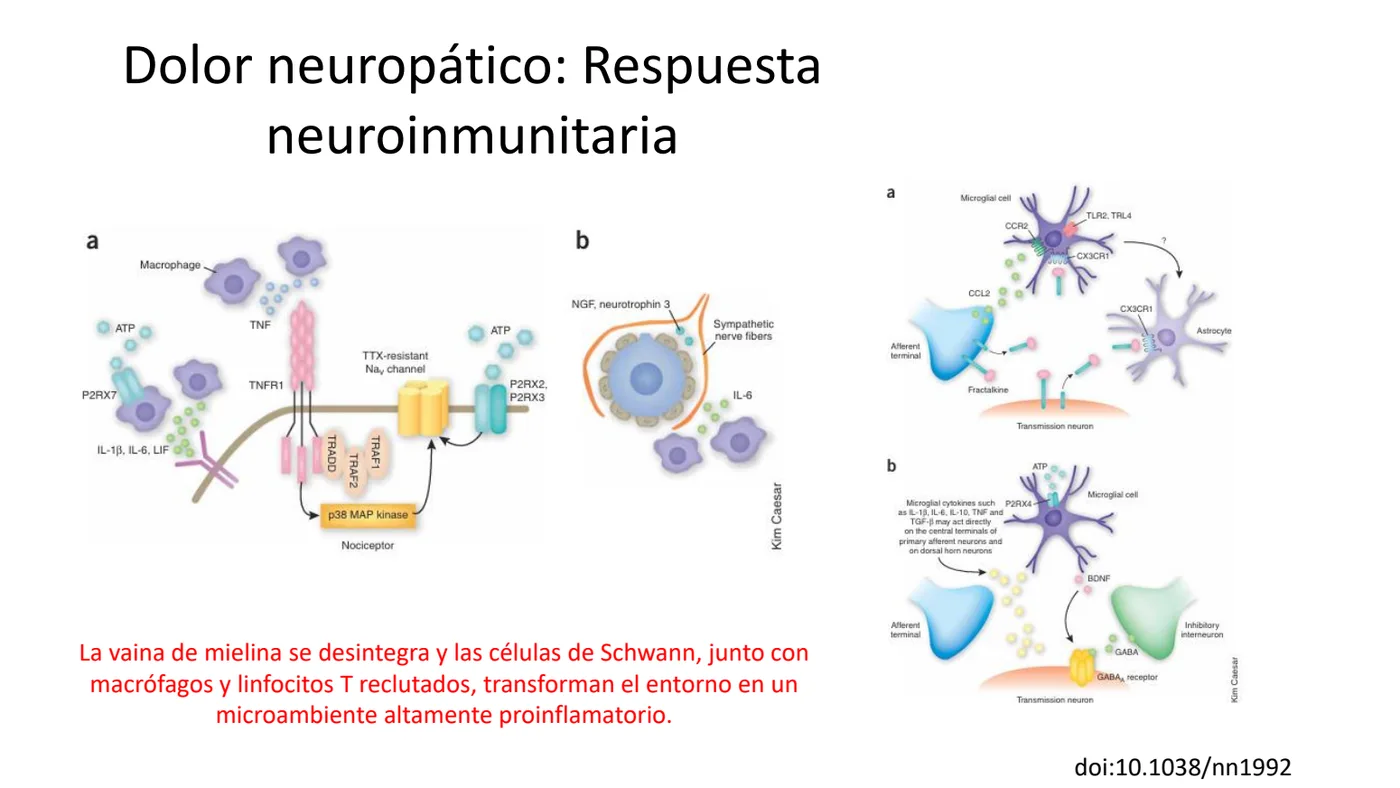 Dolor neuropático: Respuesta
neuroinmunitaria
a
Macrophage
TNF
ATP
P2RX7
IL-1β, IL-6, LIF
TNFR1
TRADD
TRAF2
TRAF1
p38 MAP kinase
Nociceptor
TTX-resistant
Nav channel
ATP
P2RX2,
P2RX3
b
NGF, neurotrophin 3
Sympathetic
nerve fibers
IL-6
Kim Caesar
a
Microglial cell
TLR2, TRL4
CCR2
CX3CR1
?
CCL2
CX3CR1
Astrocyte
Afferent
terminal
Fractalkine
Transmission neuron
b
ATP
P2RX4
Microglial cell
Microglial cytokines such
as IL-1β, IL-6, IL-10, TNF and
TGF-β may act directly
on the central terminals of
primary afferent neurons and
on dorsal horn neurons
BDNF
Afferent
terminal
Inhibitory
interneuron
GABA
GABAA receptor
Transmission neuron
Kim Caesar
La vaina de mielina se desintegra y las células de Schwann, junto con
macrófagos y linfocitos T reclutados, transforman el entorno en un
microambiente altamente proinflamatorio.
doi:10.1038/nn1992